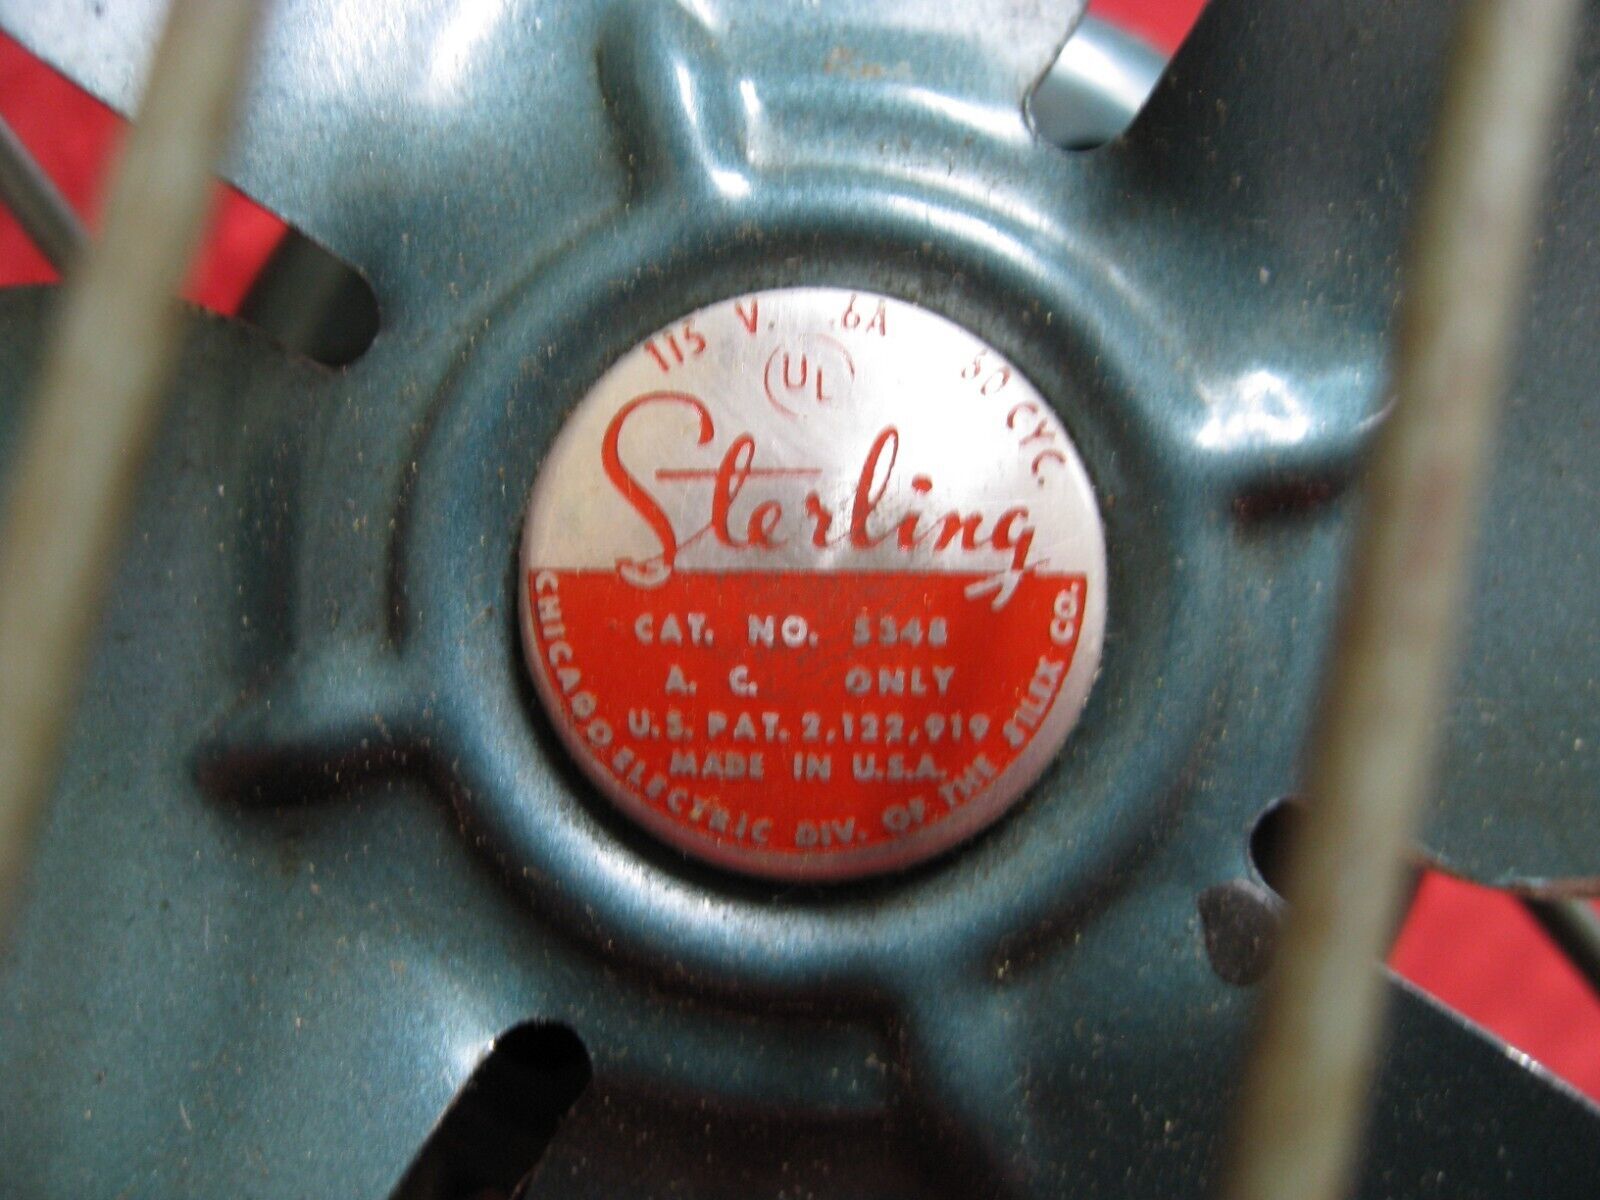 115 V. .6A 60 CYC.
UL
Sterling
CAT. NO. 5348
A. C. ONLY
U.S. PAT. 2,122,919
MADE IN U.S.A.
CHICAGO ELECTRIC DIV. OF THE SILEX CO.